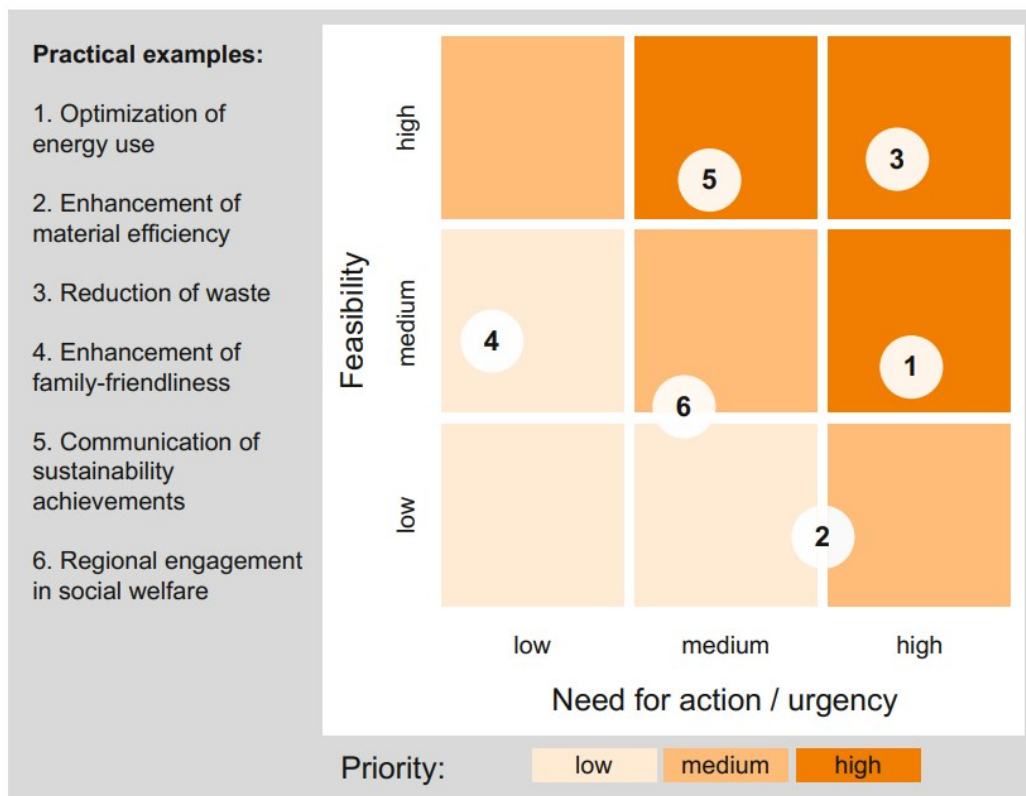 Practical examples:
1. Optimization of
energy use
2. Enhancement of
material efficiency
3. Reduction of waste
4. Enhancement of
family-friendliness
5. Communication of
sustainability
achievements
6. Regional engagement
in social welfare
Feasibility
high
medium
low
5
3
4
1
6
2
low
medium
high
Need for action / urgency
Priority:
low
medium
high